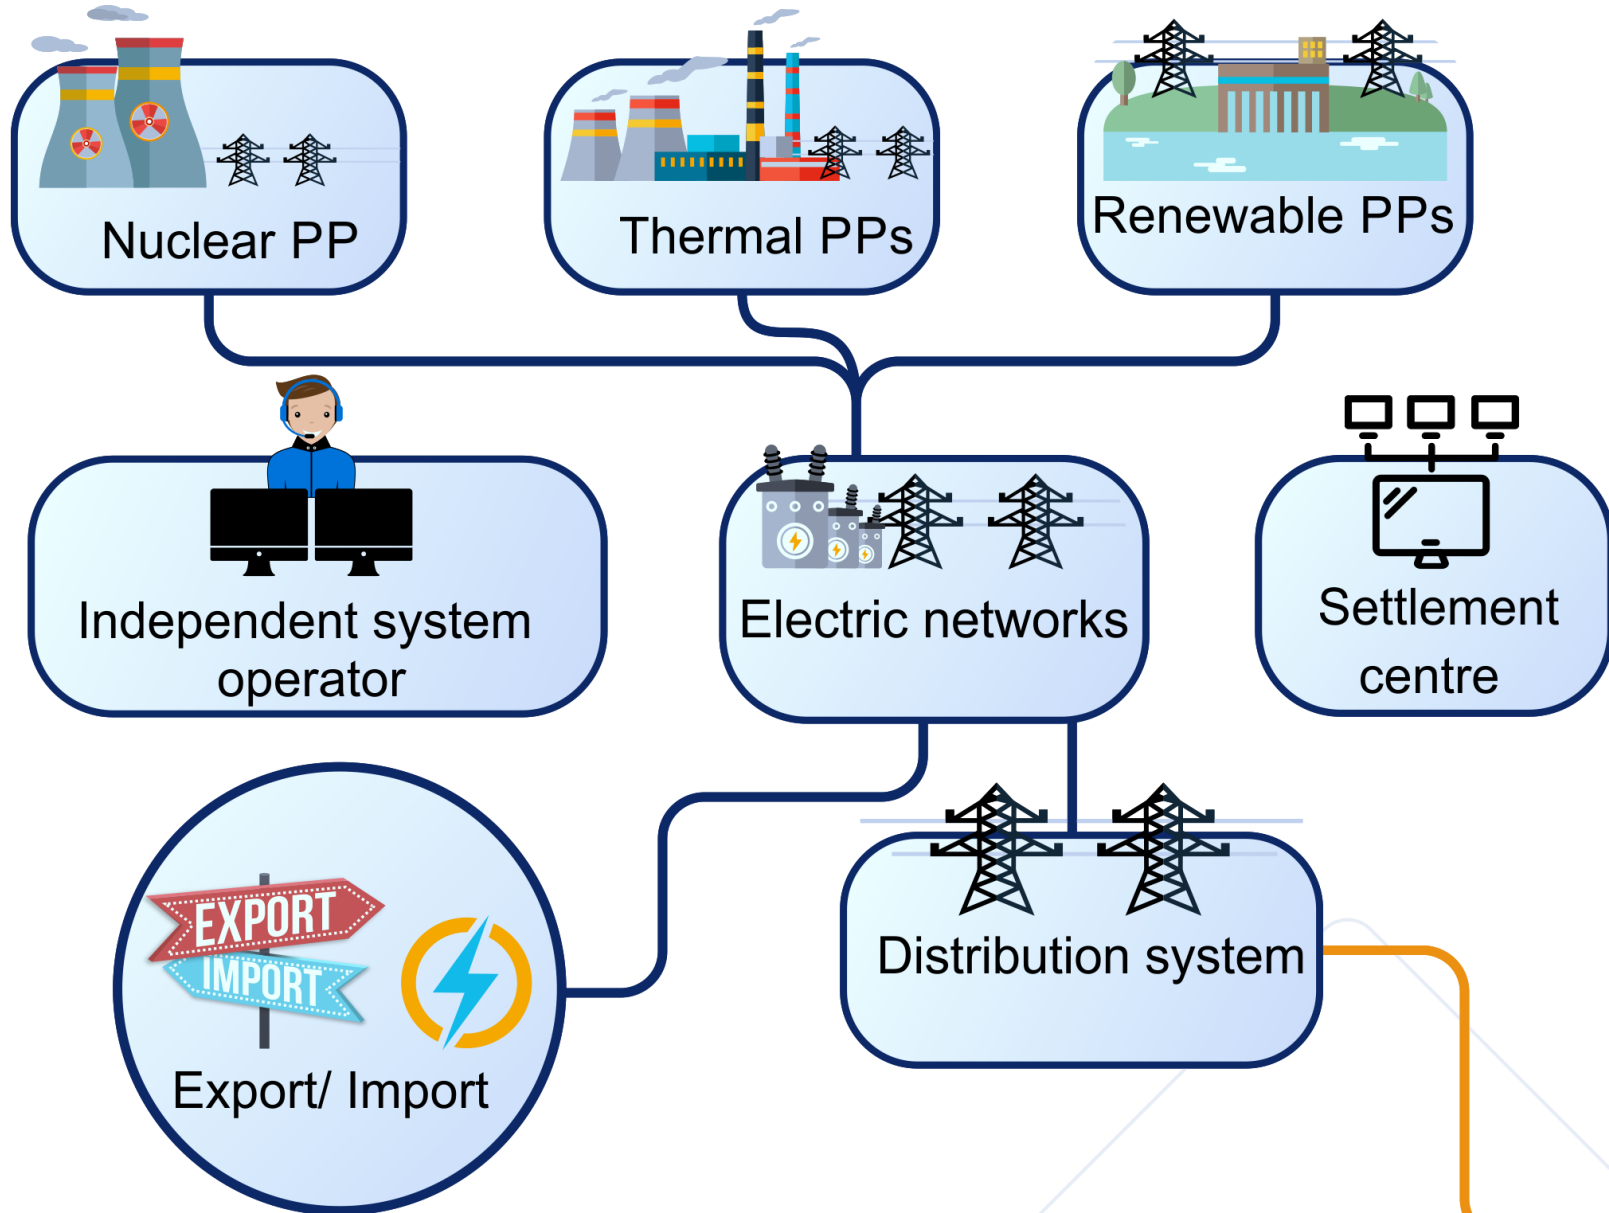 Nuclear PP
Thermal PPs
Renewable PPs
Independent system
operator
Electric networks
Settlement
centre
EXPORT
IMPORT
Export/ Import
Distribution system